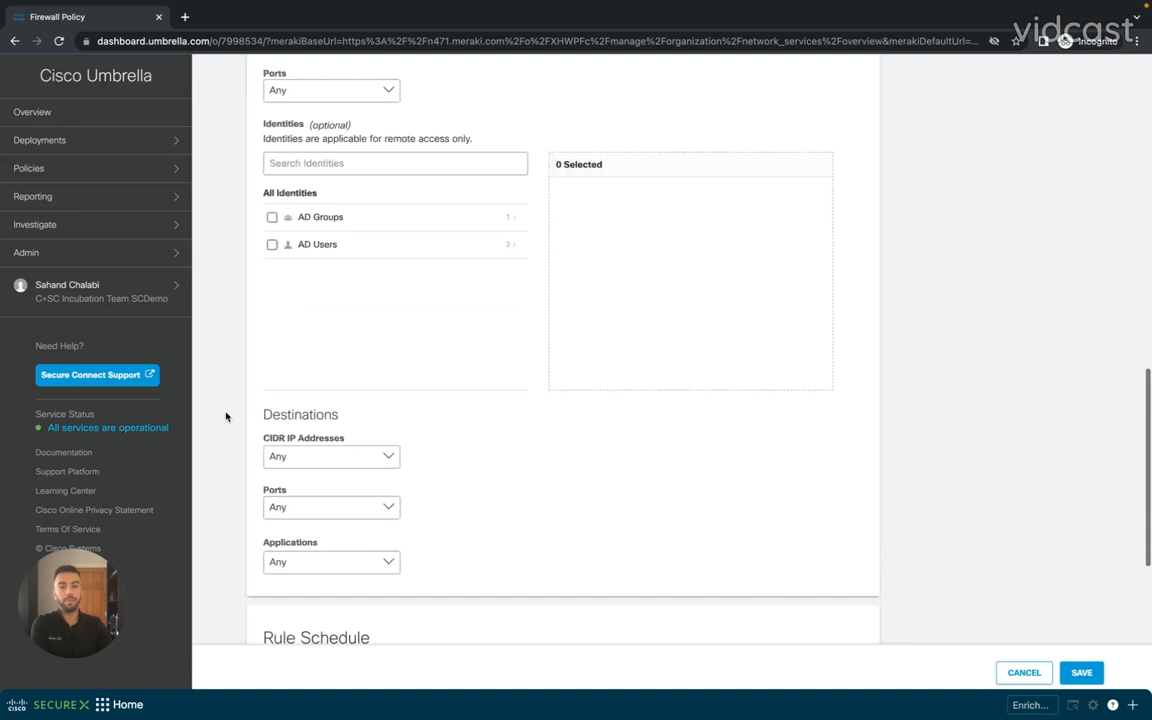 Firewall Policy
vidcast
dashboard.umbrella.com/o/7998534/?merakiBaseUrl=https%3A%2F%2Fn471.meraki.com%2Fo%2FXHWPFc%2Fmanage%2Forganization%2Fnetwork_services%2Foverview&merakiDefaultUrl=...
Incognito
Cisco Umbrella
Overview
Deployments
Policies
Reporting
Investigate
Admin
Sahand Chalabi
C+SC Incubation Team SCDemo
Need Help?
Secure Connect Support
Service Status
All services are operational
Documentation
Support Platform
Learning Center
Cisco Online Privacy Statement
Terms Of Service
© Cisco Systems
Ports
Any
Identities (optional)
Identities are applicable for remote access only.
Search Identities
0 Selected
All Identities
AD Groups 1
AD Users 2
Destinations
CIDR IP Addresses
Any
Ports
Any
Applications
Any
Rule Schedule
CANCEL
SAVE
cisco SECUREX Home
Enrich...